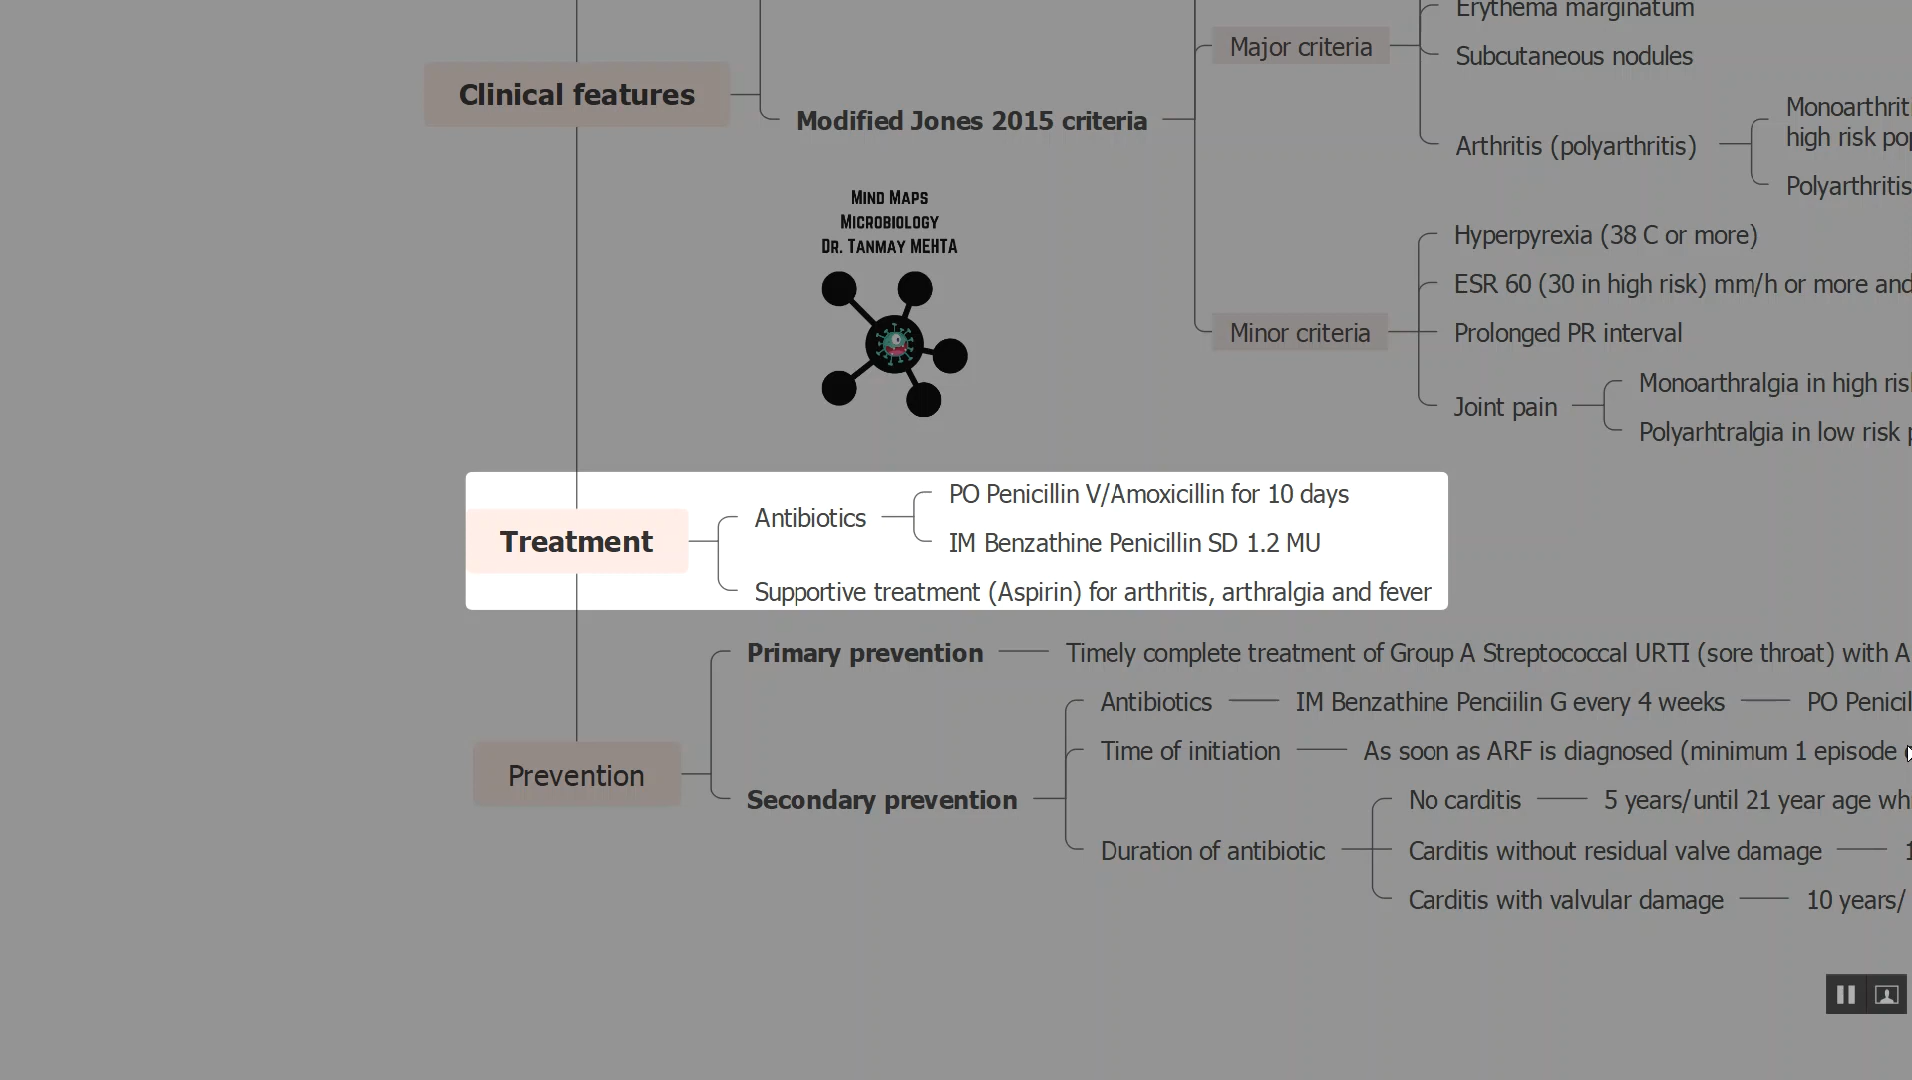 Erythema marginatum
Major criteria
Subcutaneous nodules
Clinical features
Modified Jones 2015 criteria
Arthritis (polyarthritis)
high risk
Polyarthritis
MIND MAPS
MICROBIOLOGY
DR. TANMAY MEHTA
Hyperpyrexia (38 C or more)
ESR 60 (30 in high risk) mm/h or more and
Minor criteria
Prolonged PR interval
Joint pain
Monoarthralgia in high
Polyarhtralgia in low risk
Treatment
Antibiotics
PO Penicillin V/Amoxicillin for 10 days
IM Benzathine Penicillin SD 1.2 MU
Supportive treatment (Aspirin) for arthritis, arthralgia and fever
Prevention
Primary prevention
Timely complete treatment of Group A Streptococcal URTI (sore throat) with
Secondary prevention
Antibiotics
IM Benzathine Penciilin G every 4 weeks
PO
Time of initiation
As soon as ARF is diagnosed (minimum 1 episode
Duration of antibiotic
No carditis
5 years/until 21 year age
Carditis without residual valve damage
Carditis with valvular damage
10 years/